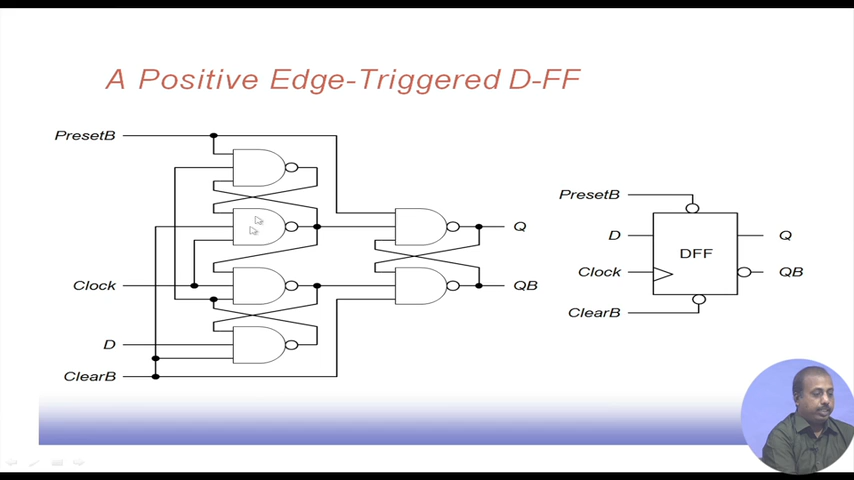 A Positive Edge-Triggered D-FF
PresetB
Clock
D
ClearB
Q
QB
PresetB
D
Clock
ClearB
DFF
Q
QB